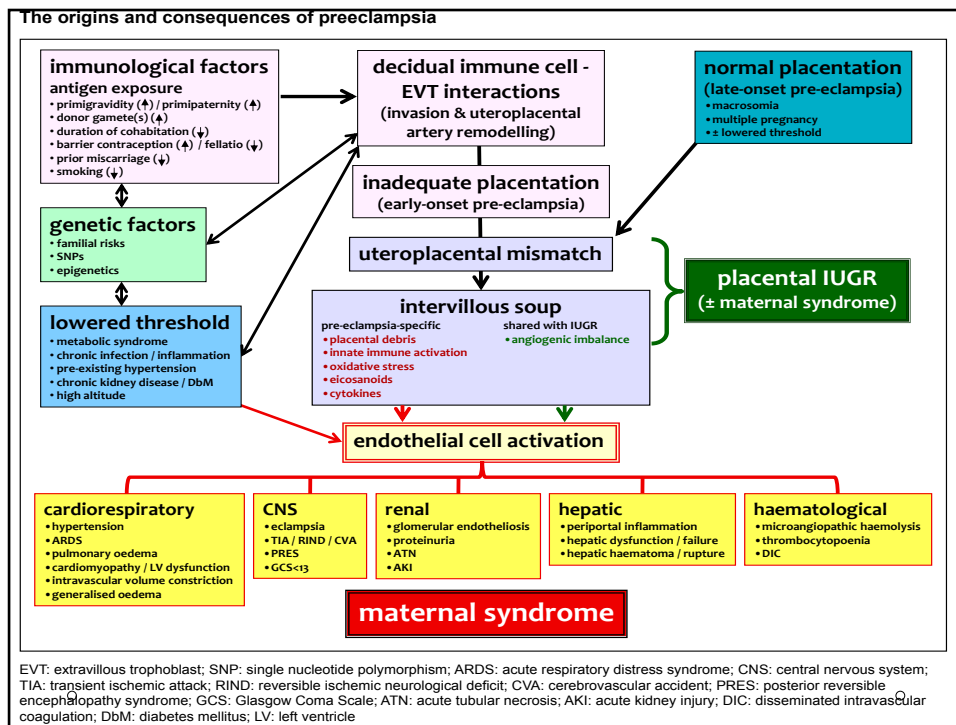 The origins and consequences of preeclampsia
immunological factors
antigen exposure
• primigravidity (↑) / primipaternity (↑)
• donor gamete(s) (↑)
• duration of cohabitation (↓)
• barrier contraception (↑) / fellatio (↓)
• prior miscarriage (↓)
• smoking (↓)
decidual immune cell -
EVT interactions
(invasion & uteroplacental
artery remodelling)
normal placentation
(late-onset pre-eclampsia)
• macrosomia
• multiple pregnancy
• ± lowered threshold
inadequate placentation
(early-onset pre-eclampsia)
genetic factors
• familial risks
• SNPs
• epigenetics
uteroplacental mismatch
placental IUGR
(± maternal syndrome)
lowered threshold
• metabolic syndrome
• chronic infection / inflammation
• pre-existing hypertension
• chronic kidney disease / DbM
• high altitude
intervillous soup
pre-eclampsia-specific
• placental debris
• innate immune activation
• oxidative stress
• eicosanoids
• cytokines
shared with IUGR
• angiogenic imbalance
endothelial cell activation
cardiorespiratory
• hypertension
• ARDS
• pulmonary oedema
• cardiomyopathy / LV dysfunction
• intravascular volume constriction
• generalised oedema
CNS
• eclampsia
• TIA / RIND / CVA
• PRES
• GCS<13
renal
• glomerular endotheliosis
• proteinuria
• ATN
• AKI
hepatic
• periportal inflammation
• hepatic dysfunction / failure
• hepatic haematoma / rupture
haematological
• microangiopathic haemolysis
• thrombocytopoenia
• DIC
maternal syndrome
EVT: extravillous trophoblast; SNP: single nucleotide polymorphism; ARDS: acute respiratory distress syndrome; CNS: central nervous system;
TIA: transient ischemic attack; RIND: reversible ischemic neurological deficit; CVA: cerebrovascular accident; PRES: posterior reversible
encephalopathy syndrome; GCS: Glasgow Coma Scale; ATN: acute tubular necrosis; AKI: acute kidney injury; DIC: disseminated intravascular
coagulation; DbM: diabetes mellitus; LV: left ventricle